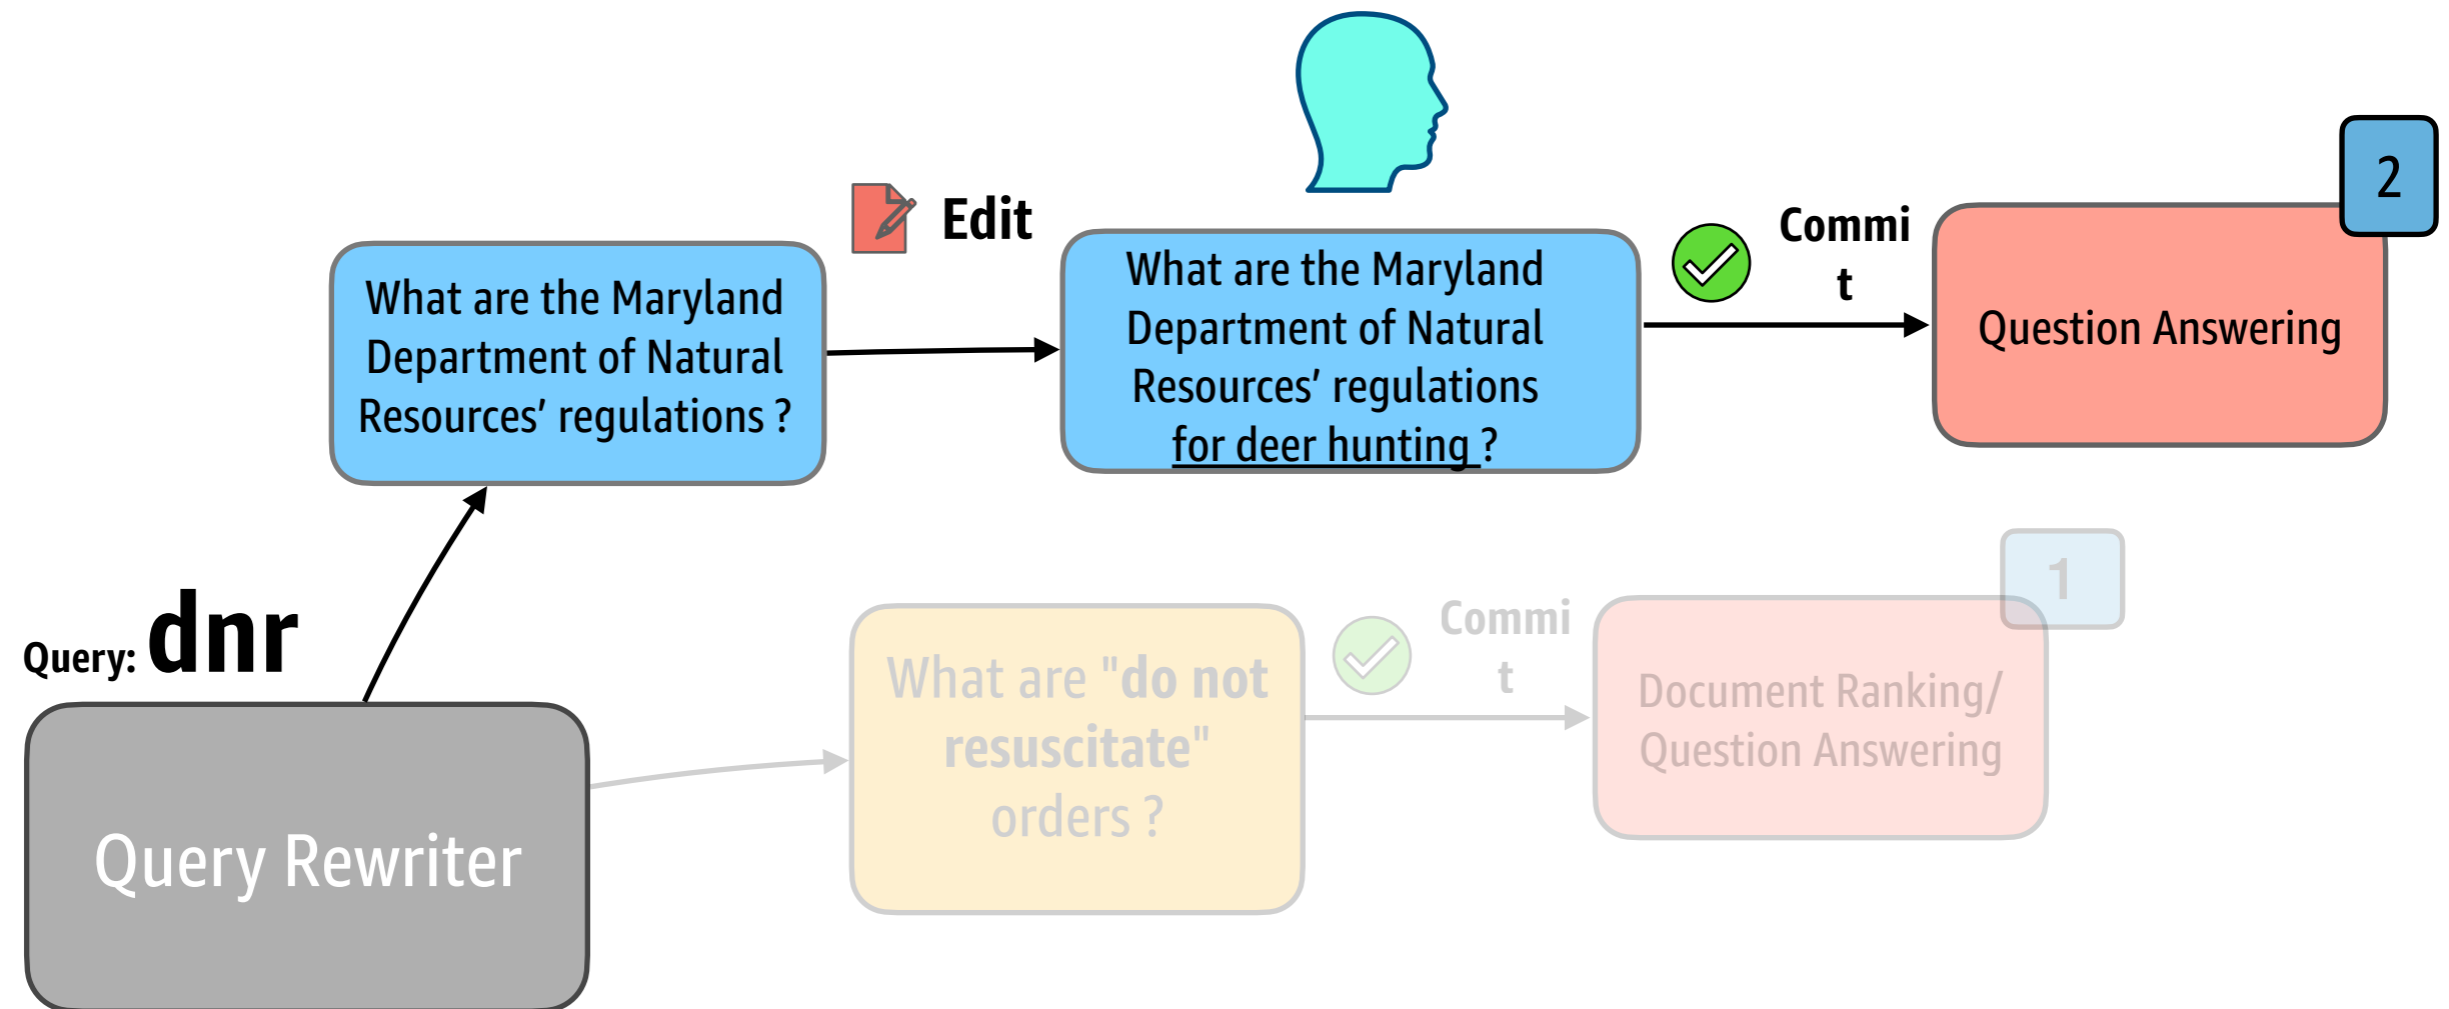 2
Edit
Commi
t
What are the Maryland
Department of Natural
Resources’ regulations ?
What are the Maryland
Department of Natural
Resources’ regulations
for deer hunting ?
Question Answering
1
Query: dnr
Commi
t
What are "do not
resuscitate"
orders ?
Document Ranking/
Question Answering
Query Rewriter